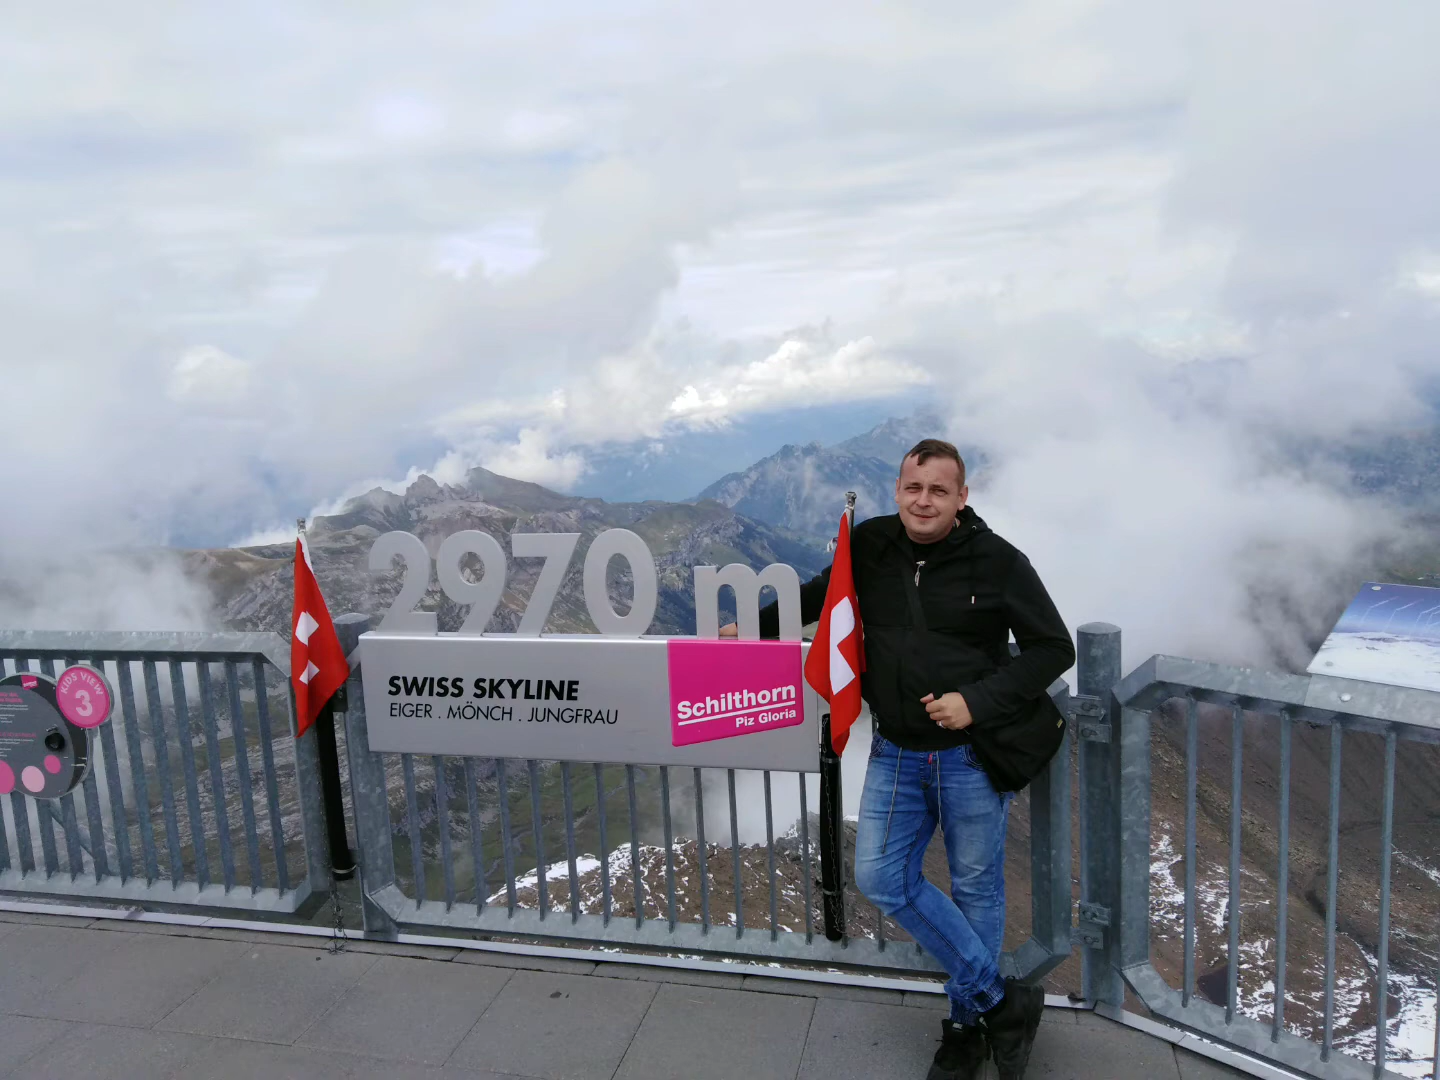 2970 m
SWISS SKYLINE
EIGER . MÖNCH . JUNGFRAU
Schilthorn
Piz Gloria
KIDS VIEW
3